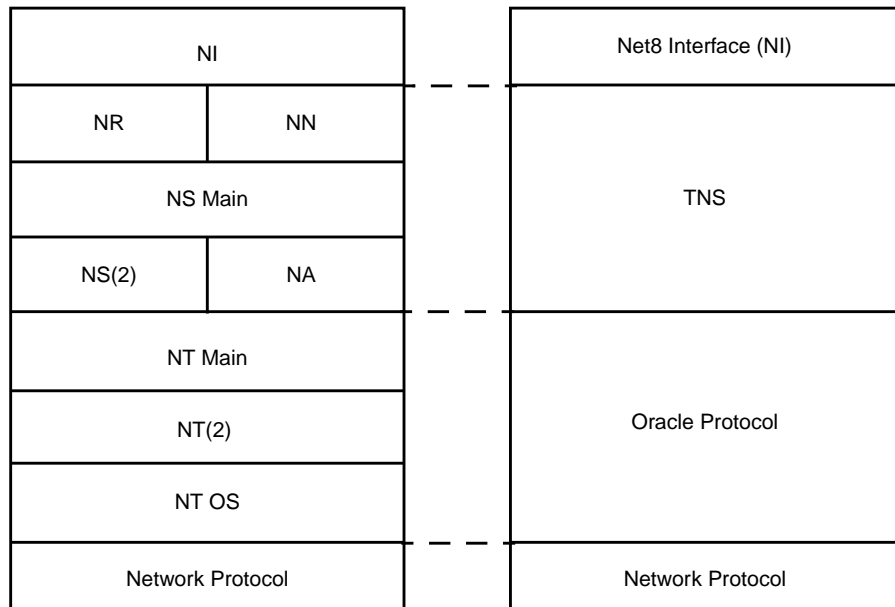 NI
NR
NN
NS Main
NS(2)
NA
NT Main
NT(2)
NT OS
Network Protocol
Net8 Interface (NI)
TNS
Oracle Protocol
Network Protocol